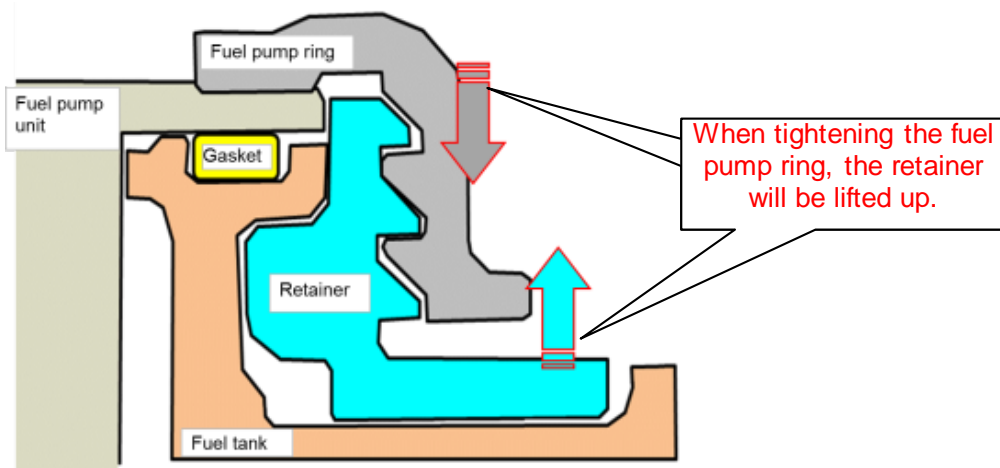 Fuel pump ring
Fuel pump
unit
Gasket
When tightening the fuel
pump ring, the retainer
will be lifted up.
Retainer
Fuel tank